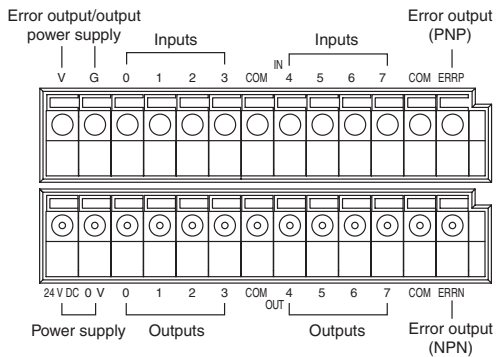 Error output/output
power supply
Inputs
Inputs
Error output
(PNP)
IN
V G 0 1 2 3 COM 4 5 6 7 COM ERRP
24 V DC 0 V 0 1 2 3 COM 4 5 6 7 COM ERRN
OUT
Power supply
Outputs
Outputs
Error output
(NPN)